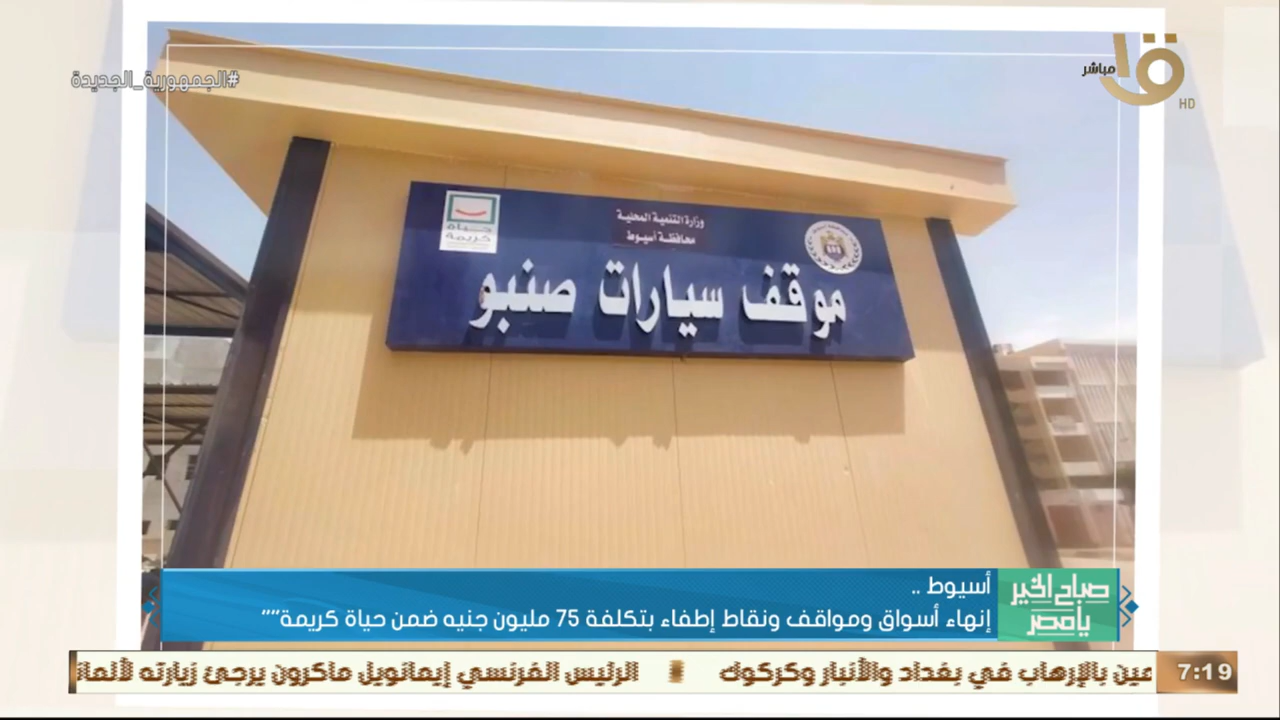 #الجمهورية_الجديدة
مباشر
HD
حياة
كريمة
وزارة التنمية المحلية
محافظة أسيوط
موقف سيارات صنبو
صباح الخير
يا مصر
أسيوط ..
إنهاء أسواق ومواقف ونقاط إطفاء بتكلفة 75 مليون جنيه ضمن حياة كريمة""
مين بالإرهاب في بغداد والأنبار وكركوك الرئيس الفرنسي إيمانويل ماكرون يرجئ زيارته لألمان
7:19